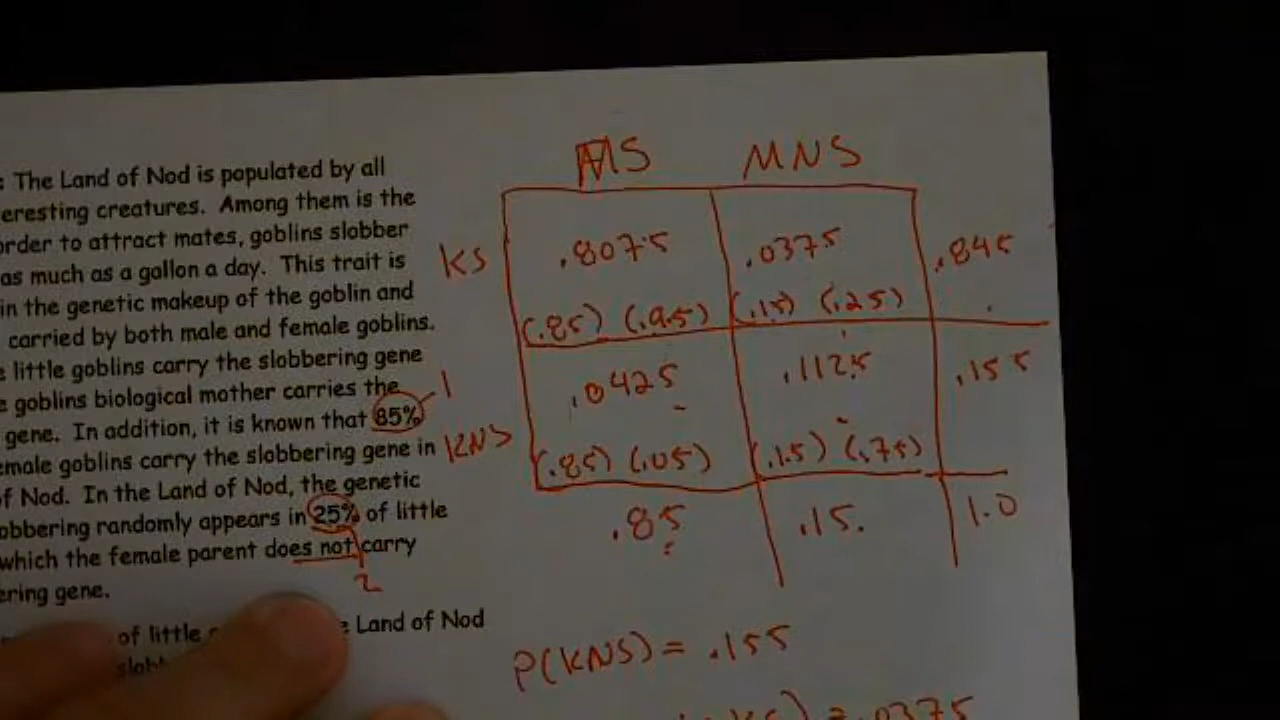 : The Land of Nod is populated by all
teresting creatures. Among them is the
order to attract mates, goblins slobber
as much as a gallon a day. This trait is
in the genetic makeup of the goblin and
carried by both male and female goblins.
little goblins carry the slobbering gene
goblins biological mother carries the
gene. In addition, it is known that 85% 1
emale goblins carry the slobbering gene in
of Nod. In the Land of Nod, the genetic
obbering randomly appears in 25% of little
which the female parent does not carry
2
ering gene.
of little Land of Nod
MS MNS
KS .8075 .0375 .845
(.85) (.95) (.15) (.25)
KNS .0425 .1125 .155
(.85) (.05) (.15) (.75)
.85 .15 1.0
P(KNS) = .155
KS) = .0375